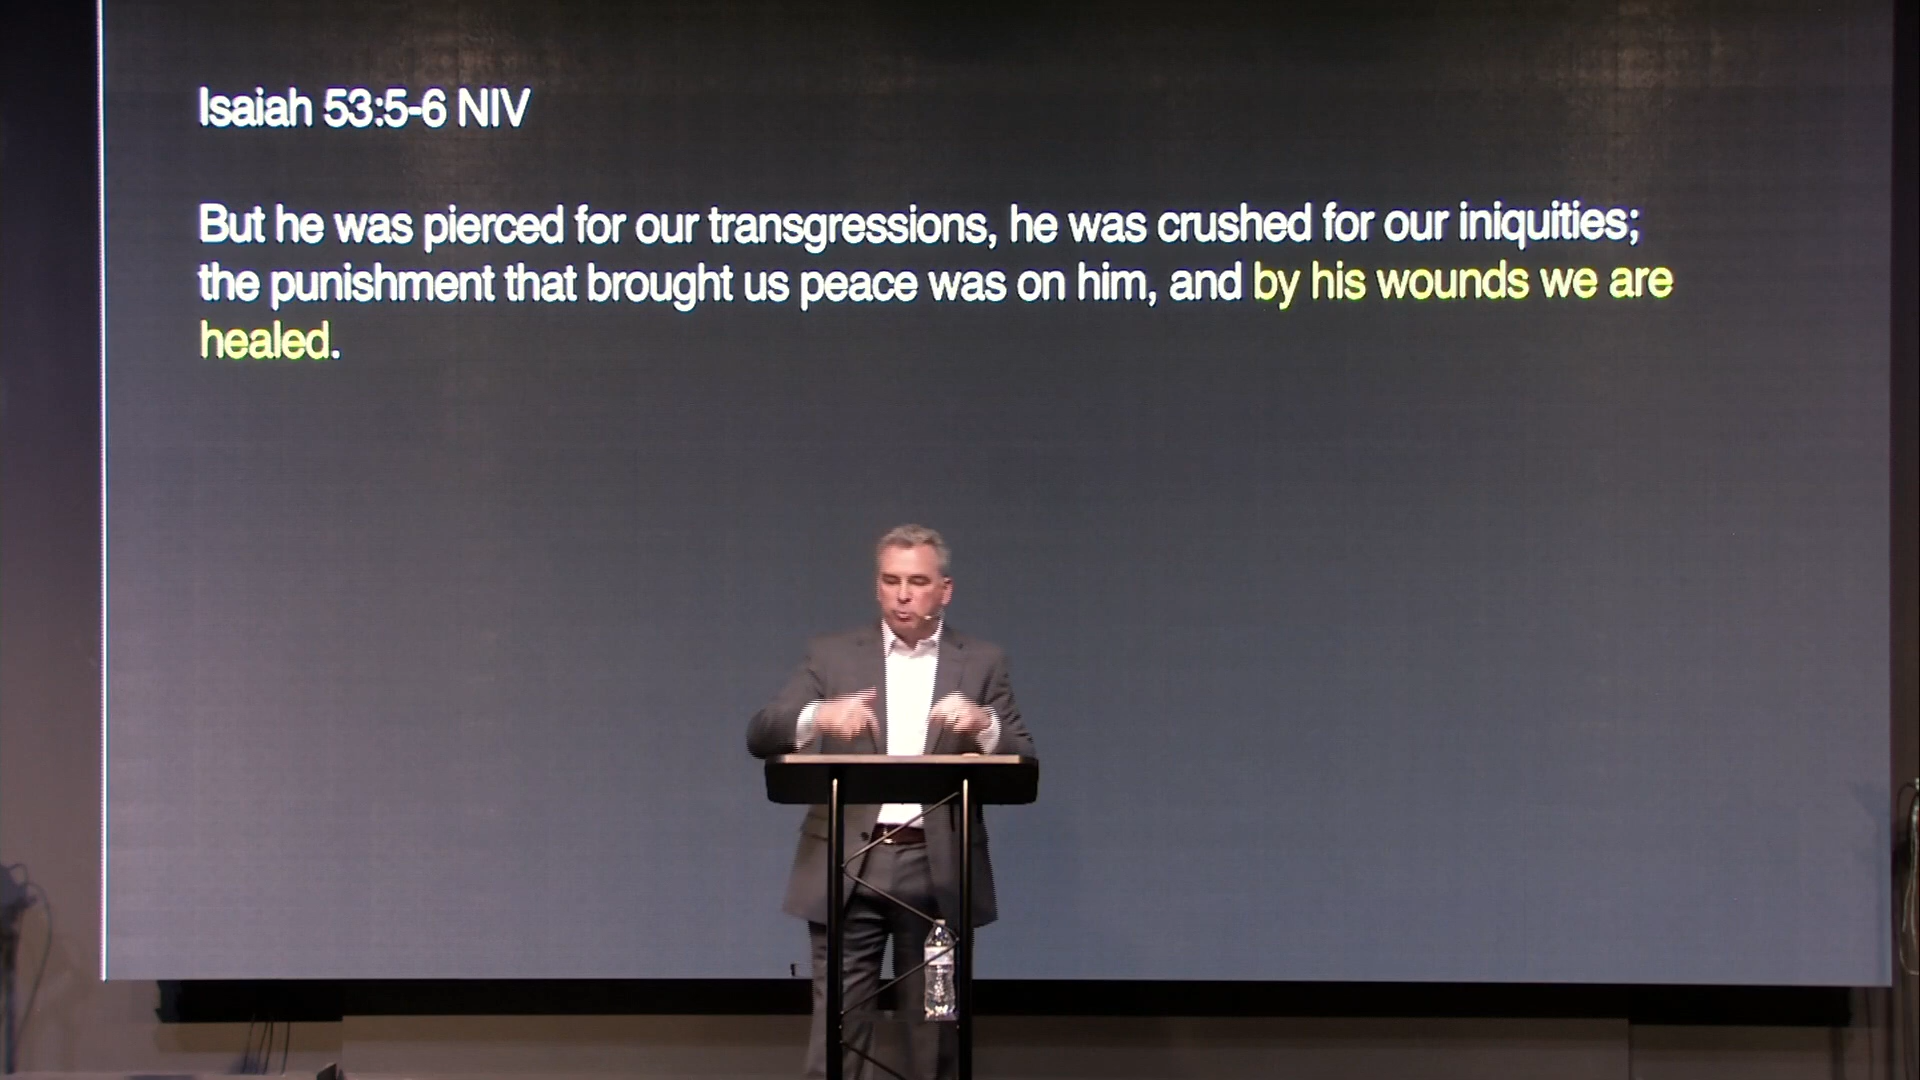 Isaiah 53:5-6 NIV
But he was pierced for our transgressions, he was crushed for our iniquities;
the punishment that brought us peace was on him, and by his wounds we are
healed.